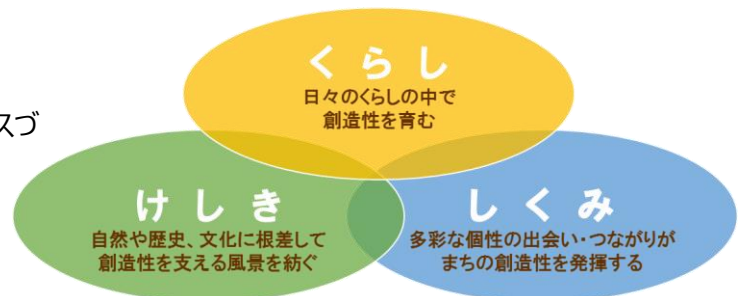 く ら し
日々のくらしの中で
創造性を育む
スづ
け し き
自然や歴史、文化に根差して
創造性を支える風景を紡ぐ
し く み
多彩な個性の出会い・つながりが
まちの創造性を発揮する